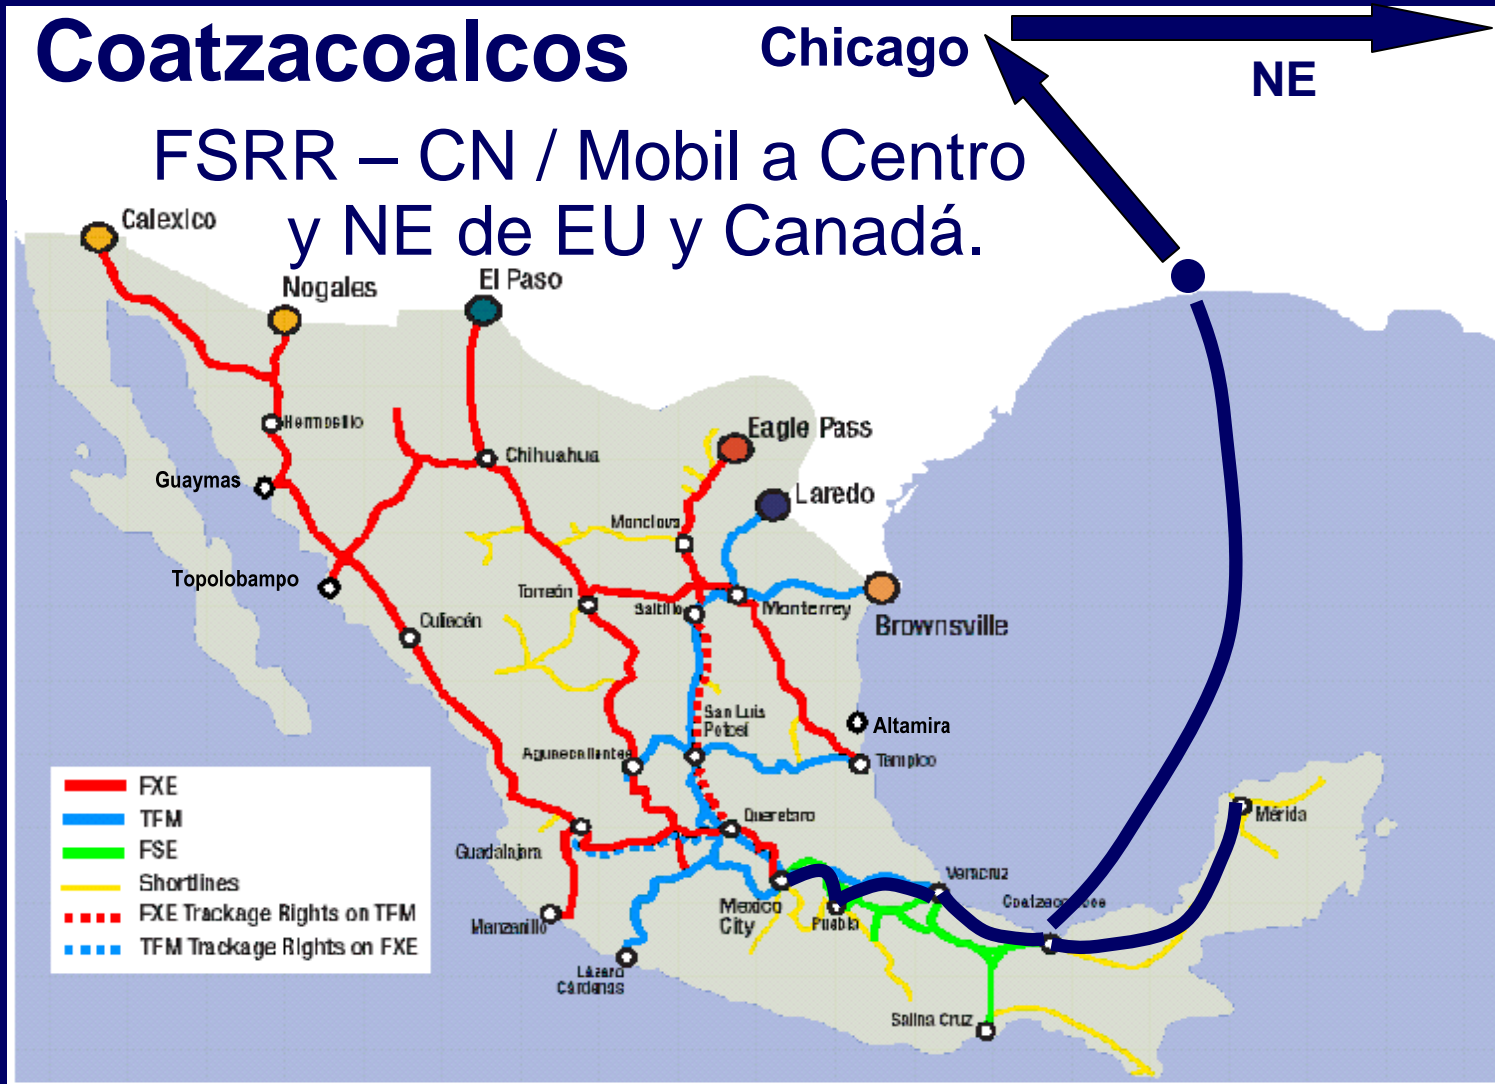 Coatzacoalcos
Chicago
NE
FSRR – CN / Mobil a Centro
y NE de EU y Canadá.
Calexico
Nogales
El Paso
Hermosillo
Chihuahua
Eagle Pass
Guaymas
Laredo
Monclova
Topolobampo
Torreón
Saltillo
Monterrey
Culiacán
Brownsville
San Luis
Potosí
Altamira
Aguascalientes
Tampico
FXE
TFM
FSE
Shortlines
FXE Trackage Rights on TFM
TFM Trackage Rights on FXE
Queretaro
Mérida
Guadalajara
Veracruz
Mexico
City
Puebla
Manzanillo
Lázaro
Cárdenas
Salina Cruz